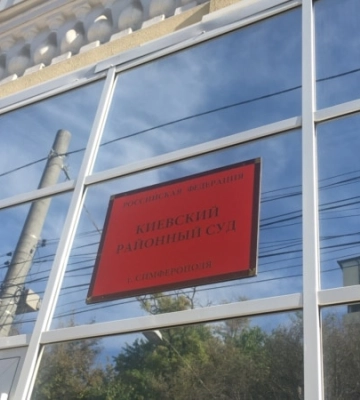 РОССИЙСКАЯ ФЕДЕРАЦИЯ
КИЕВСКИЙ
РАЙОННЫЙ СУД
г. СИМФЕРОПОЛЯ